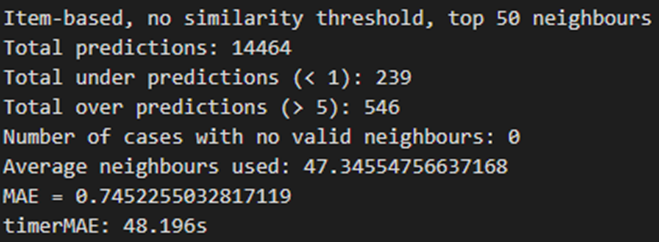 Item-based, no similarity threshold, top 50 neighbours
Total predictions: 14464
Total under predictions (< 1): 239
Total over predictions (> 5): 546
Number of cases with no valid neighbours: 0
Average neighbours used: 47.34554756637168
MAE = 0.7452255032817119
timerMAE: 48.196s